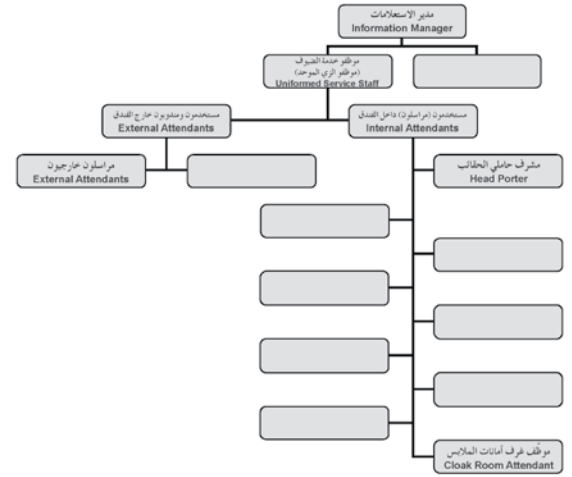 مدير الاستعلامات
Information Manager
موظفو خدمة الضيوف
(موظفو الزي الموحد)
Uniformed Service Staff
مستخدمون ومندوبون خارج الفندق
External Attendants
مستخدمون (مراسلون) داخل الفندق
Internal Attendants
مراسلون خارجيون
External Attendants
مشرف حاملي الحقائب
Head Porter
موظّف غرف أمانات الملابس
Cloak Room Attendant